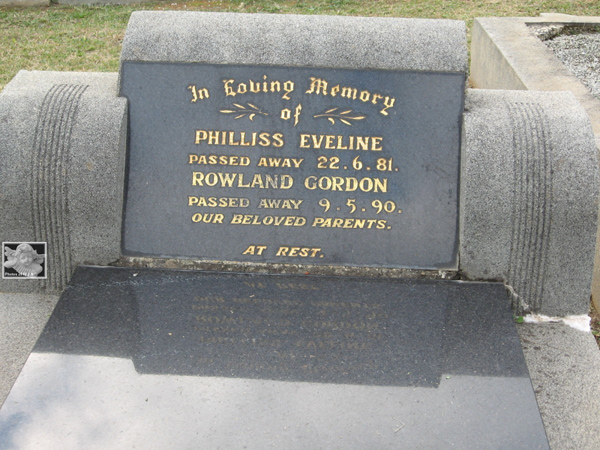 In Loving Memory
of
PHILLISS EVELINE
PASSED AWAY 22.6.81.
ROWLAND GORDON
PASSED AWAY 9.5.90.
OUR BELOVED PARENTS.
AT REST.